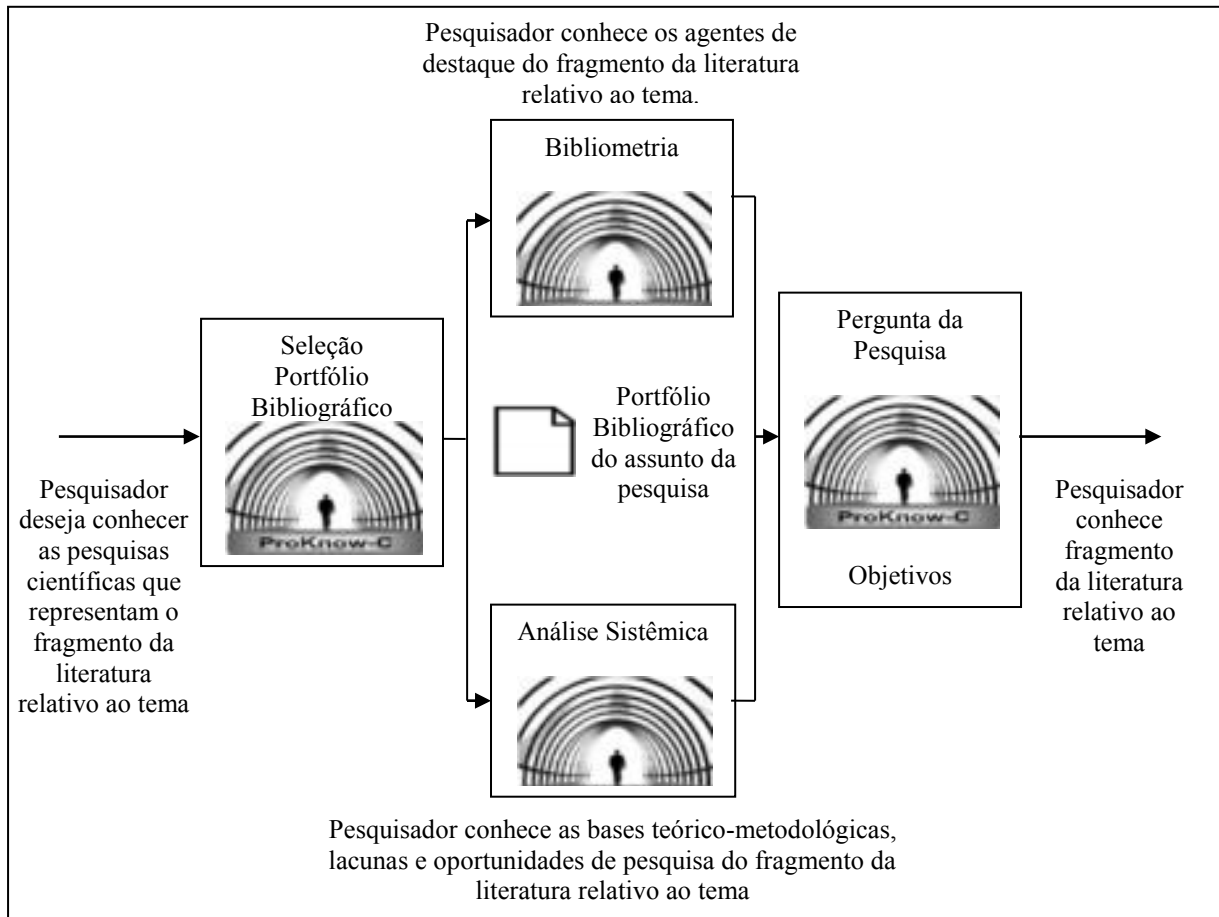 Pesquisador conhece os agentes de
destaque do fragmento da literatura
relativo ao tema.
Bibliometria
Seleção
Portfólio
Bibliográfico
ProKnow-C
Pesquisador
deseja conhecer
as pesquisas
científicas que
representam o
fragmento da
literatura
relativo ao tema
Portfólio
Bibliográfico
do assunto da
pesquisa
Análise Sistêmica
Pesquisador conhece as bases teórico-metodológicas,
lacunas e oportunidades de pesquisa do fragmento da
literatura relativo ao tema
Pergunta da
Pesquisa
ProKnow-C
Objetivos
Pesquisador
conhece
fragmento
da literatura
relativo ao
tema